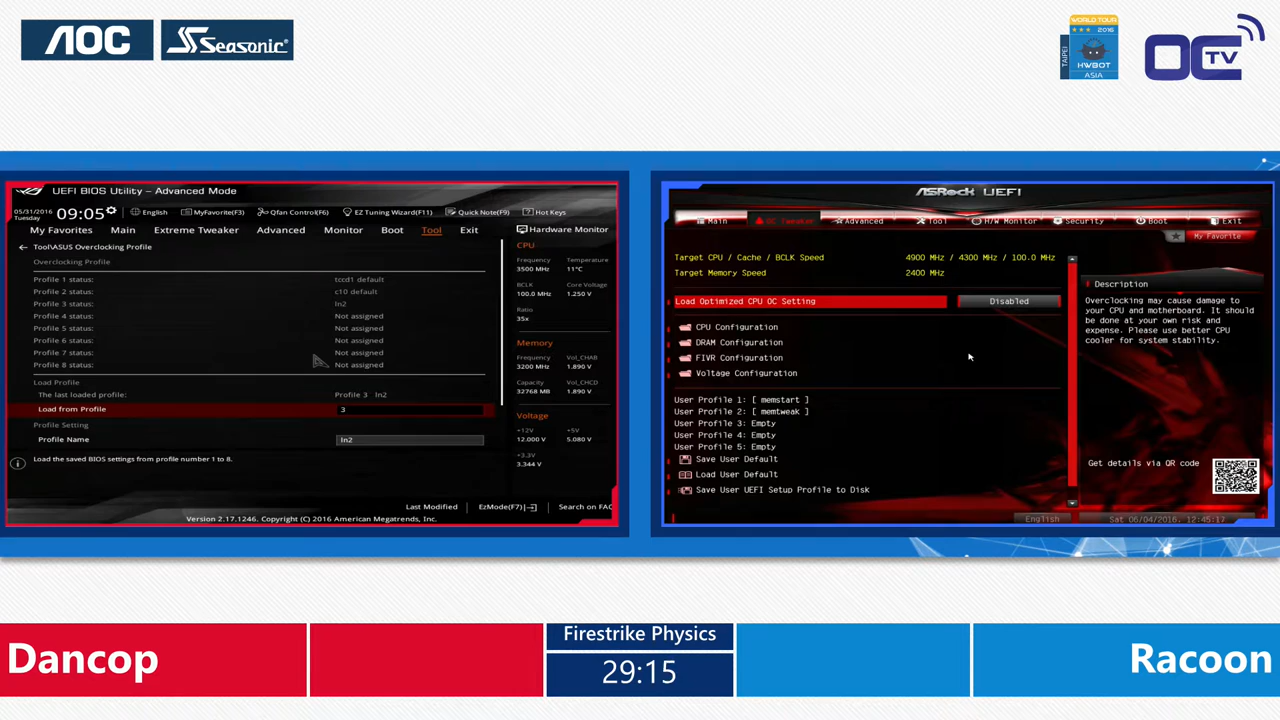 AOC
Seasonic
WORLD TOUR
2016
TAIPEI
HWBOT
ASIA
OC TV
UEFI BIOS Utility – Advanced Mode
05/31/2016
Tuesday
09:05
English
MyFavorite(F3)
Qfan Control(F6)
EZ Tuning Wizard(F11)
Quick Note(F9)
Hot Keys
My Favorites
Main
Extreme Tweaker
Advanced
Monitor
Boot
Tool
Exit
Hardware Monitor
Tool\ASUS Overclocking Profile
Overclocking Profile
Profile 1 status: tccd1 default
Profile 2 status: c10 default
Profile 3 status: ln2
Profile 4 status: Not assigned
Profile 5 status: Not assigned
Profile 6 status: Not assigned
Profile 7 status: Not assigned
Profile 8 status: Not assigned
Load Profile
The last loaded profile: Profile 3 ln2
Load from Profile 3
Profile Setting
Profile Name ln2
Load the saved BIOS settings from profile number 1 to 8.
CPU
Frequency Temperature
3500 MHz 11°C
BCLK Core Voltage
100.0 MHz 1.250 V
Ratio
35x
Memory
Frequency Vol_CHAB
3200 MHz 1.890 V
Capacity Vol_CHCD
32768 MB 1.890 V
Voltage
+12V +5V
12.000 V 5.080 V
+3.3V
3.344 V
Last Modified
EzMode(F7)
Search on FAQ
Version 2.17.1246. Copyright (C) 2016 American Megatrends, Inc.
ASRock UEFI
Main
OC Tweaker
Advanced
Tool
H/W Monitor
Security
Boot
Exit
My Favorite
Target CPU / Cache / BCLK Speed 4900 MHz / 4300 MHz / 100.0 MHz
Target Memory Speed 2400 MHz
Load Optimized CPU OC Setting Disabled
CPU Configuration
DRAM Configuration
FIVR Configuration
Voltage Configuration
User Profile 1: [ memstart ]
User Profile 2: [ memtweak ]
User Profile 3: Empty
User Profile 4: Empty
User Profile 5: Empty
Save User Default
Load User Default
Save User UEFI Setup Profile to Disk
Description
Overclocking may cause damage to
your CPU and motherboard. It should
be done at your own risk and
expense. Please use better CPU
cooler for system stability.
Get details via QR code
English
Sat 06/04/2016. 12:45:17
Dancop
Firestrike Physics
29:15
Racoon